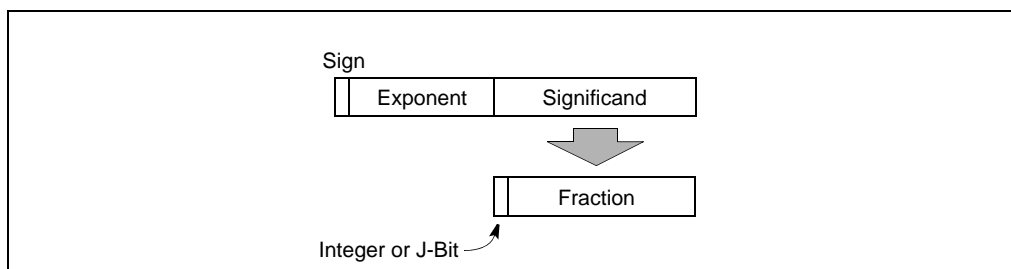 Sign
Exponent Significand
Fraction
Integer or J-Bit